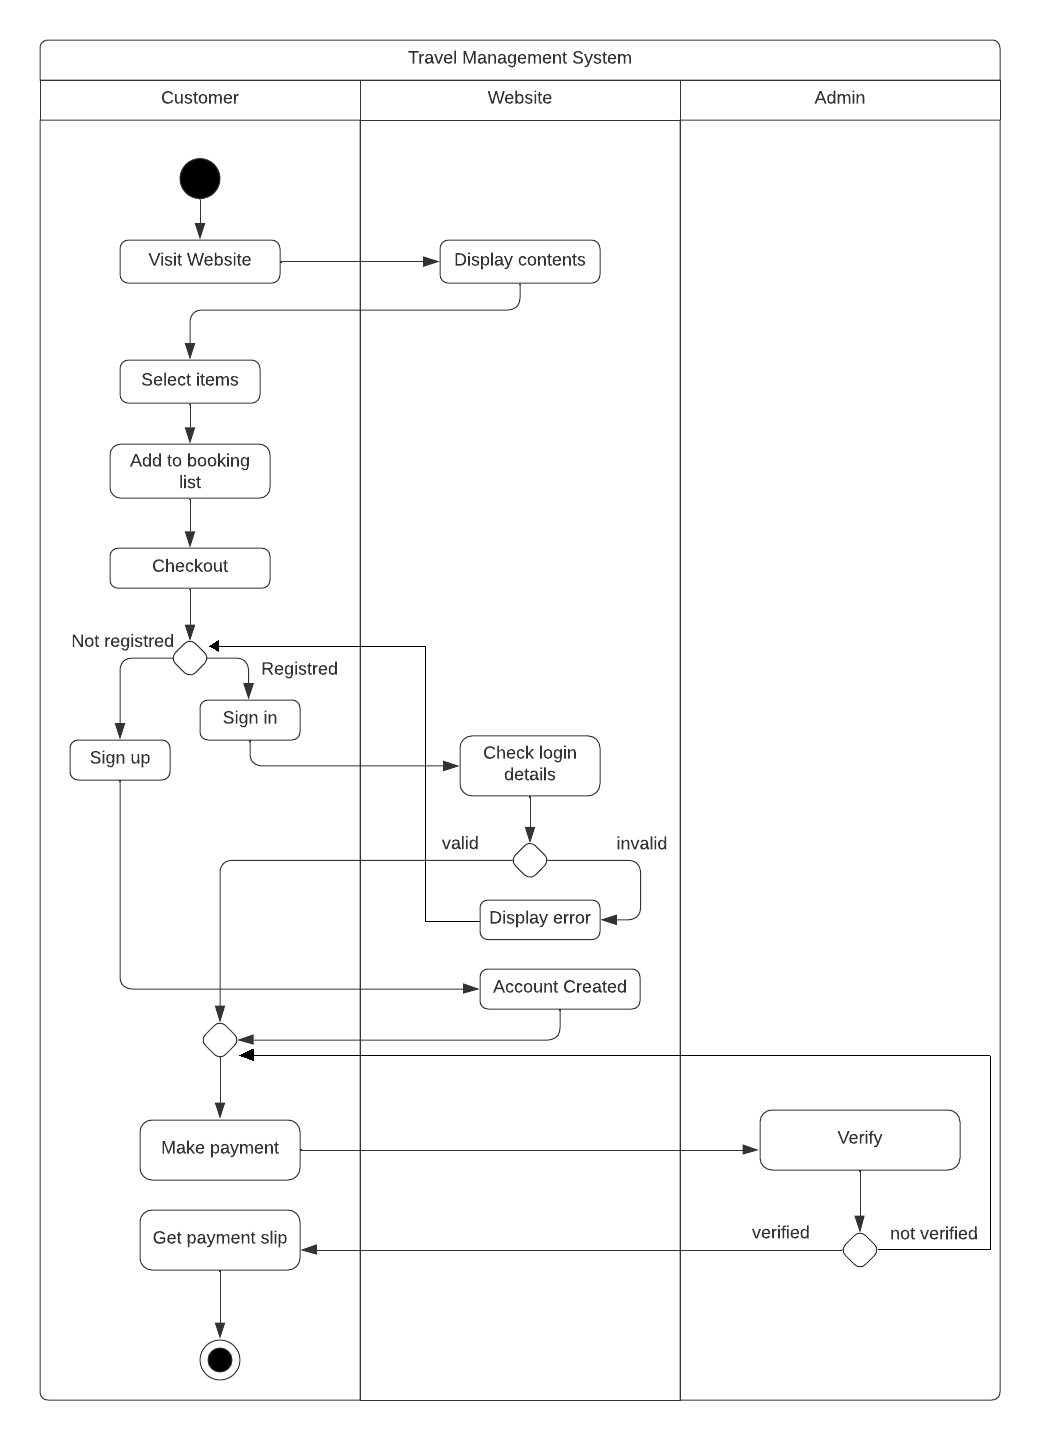 Travel Management System
Customer
Website
Admin
Visit Website
Display contents
Select items
Add to booking
list
Checkout
Not registred
Registred
Sign in
Sign up
Check login
details
valid
invalid
Display error
Account Created
Make payment
Verify
Get payment slip
verified
not verified